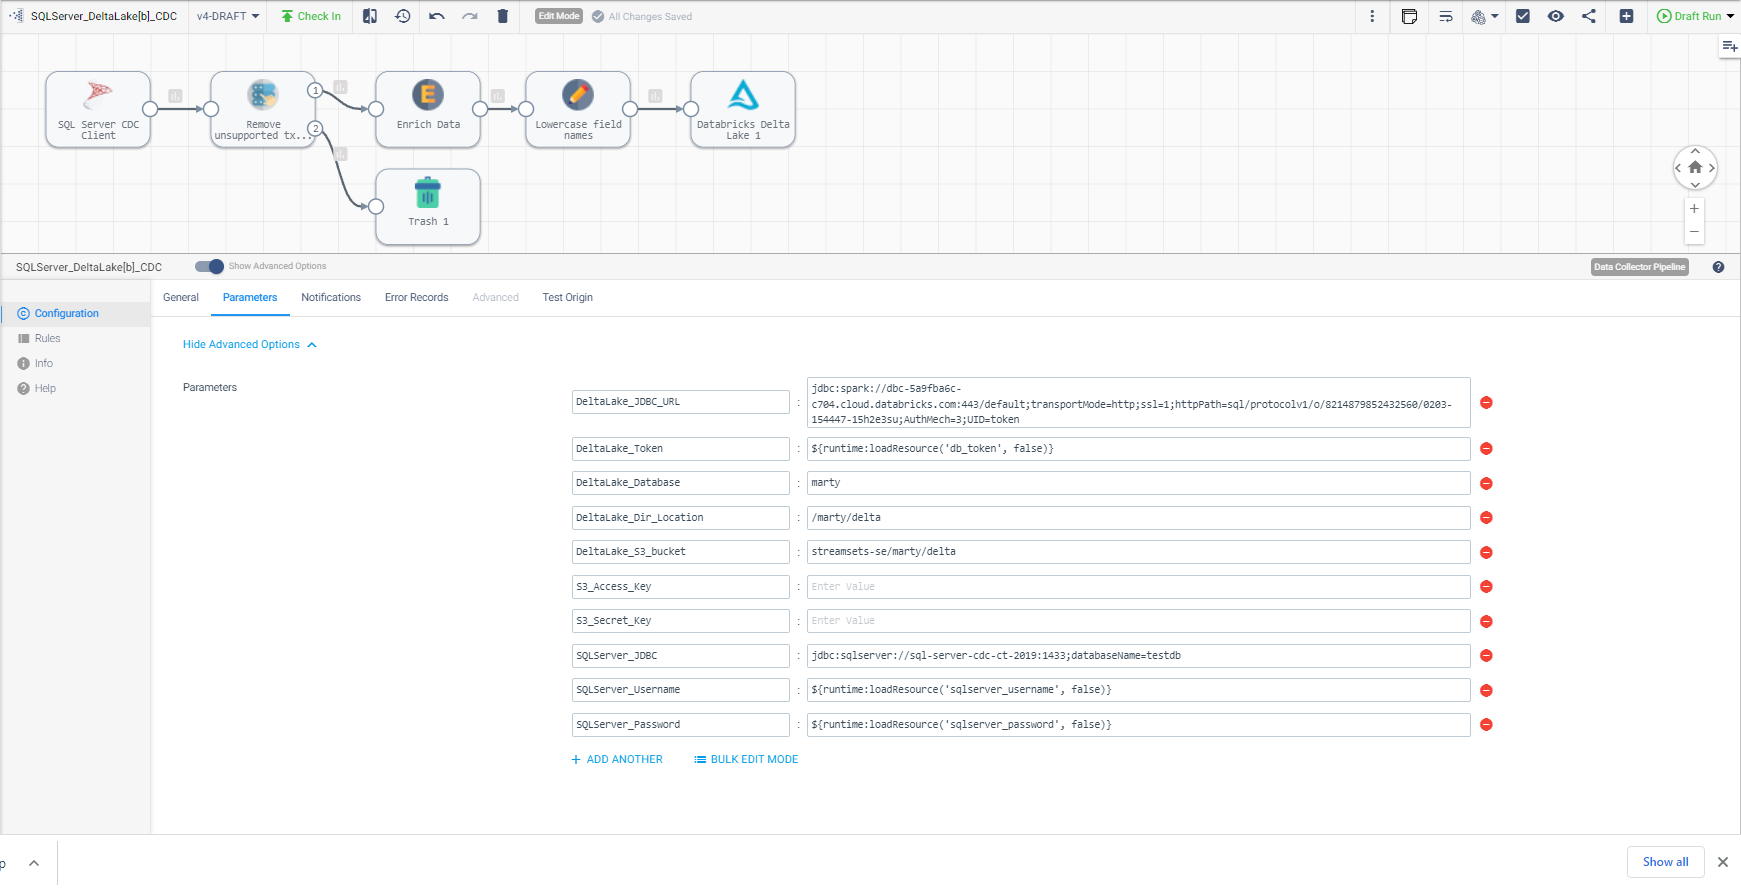 SQLServer_DeltaLake[b]_CDC
v4-DRAFT
Check In
Edit Mode
All Changes Saved
Draft Run
SQL Server CDC
Client
Remove
unsupported tx...
1
2
Enrich Data
Lowercase field
names
Databricks Delta
Lake 1
Trash 1
SQLServer_DeltaLake[b]_CDC
Show Advanced Options
Data Collector Pipeline
Configuration
Rules
Info
Help
General
Parameters
Notifications
Error Records
Advanced
Test Origin
Hide Advanced Options
Parameters
DeltaLake_JDBC_URL
:
jdbc:spark://dbc-5a9fba6c-
c704.cloud.databricks.com:443/default;transportMode=http;ssl=1;httpPath=sql/protocolv1/o/8214879852432560/0203-
154447-15h2e3su;AuthMech=3;UID=token
DeltaLake_Token
:
${runtime:loadResource('db_token', false)}
DeltaLake_Database
:
marty
DeltaLake_Dir_Location
:
/marty/delta
DeltaLake_S3_bucket
:
streamsets-se/marty/delta
S3_Access_Key
:
Enter Value
S3_Secret_Key
:
Enter Value
SQLServer_JDBC
:
jdbc:sqlserver://sql-server-cdc-ct-2019:1433;databaseName=testdb
SQLServer_Username
:
${runtime:loadResource('sqlserver_username', false)}
SQLServer_Password
:
${runtime:loadResource('sqlserver_password', false)}
+ ADD ANOTHER
BULK EDIT MODE
p
Show all